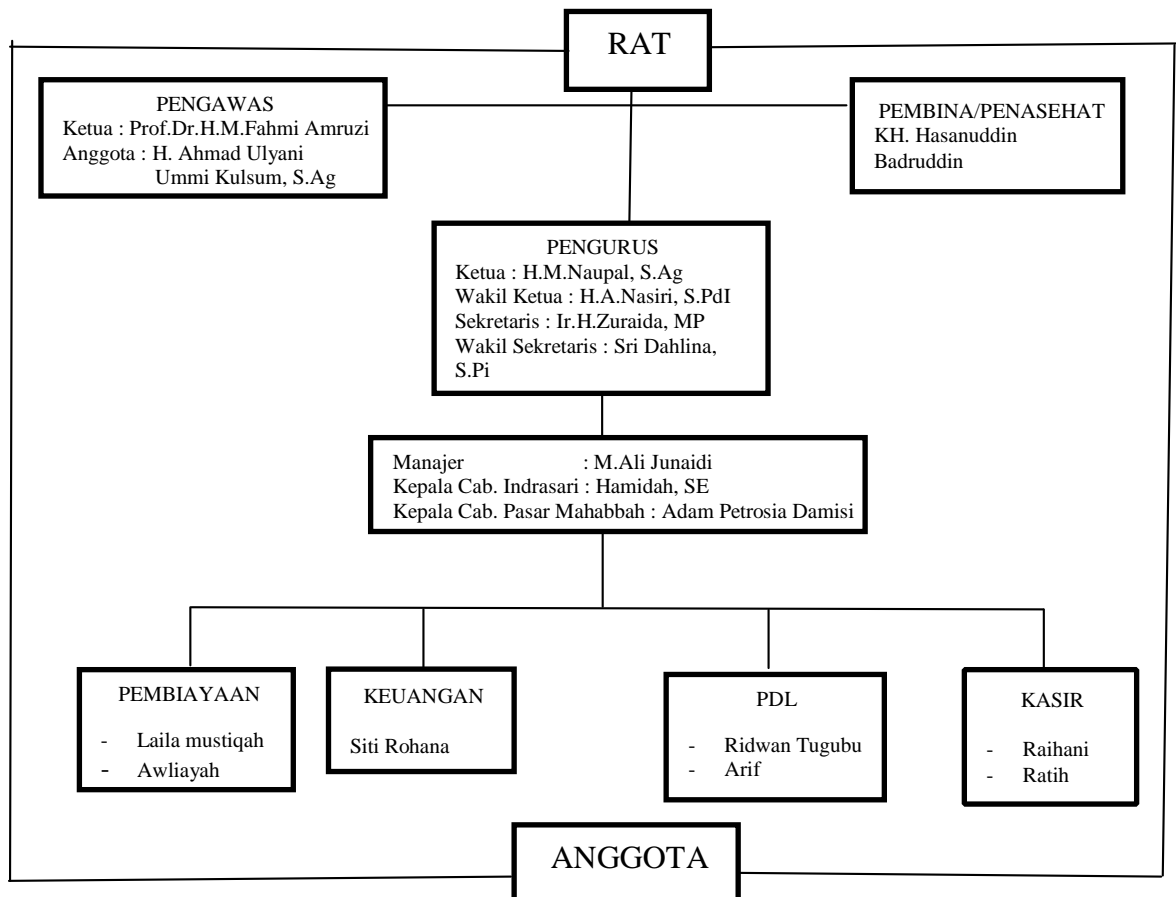 RAT
PENGAWAS
Ketua : Prof.Dr.H.M.Fahmi Amruzi
Anggota : H. Ahmad Ulyani
Ummi Kulsum, S.Ag
PEMBINA/PENASEHAT
KH. Hasanuddin
Badruddin
PENGURUS
Ketua : H.M.Naupal, S.Ag
Wakil Ketua : H.A.Nasiri, S.PdI
Sekretaris : Ir.H.Zuraida, MP
Wakil Sekretaris : Sri Dahlina,
S.Pi
Manajer : M.Ali Junaidi
Kepala Cab. Indrasari : Hamidah, SE
Kepala Cab. Pasar Mahabbah : Adam Petrosia Damisi
PEMBIAYAAN
- Laila mustiqah
- Awliayah
KEUANGAN
Siti Rohana
PDL
- Ridwan Tugubu
- Arif
KASIR
- Raihani
- Ratih
ANGGOTA